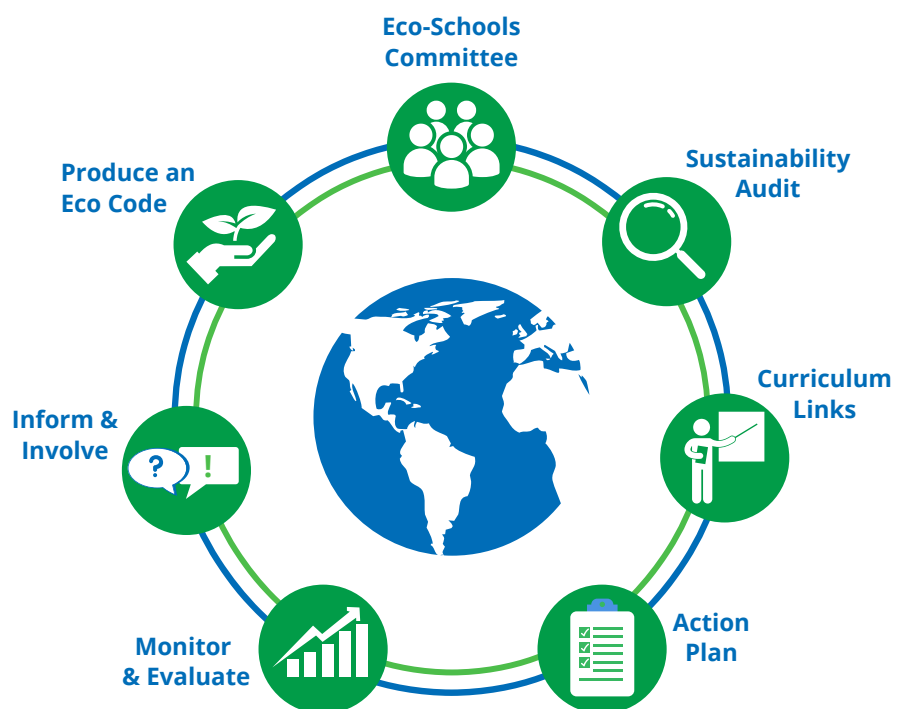 Eco-Schools
Committee
Sustainability
Audit
Curriculum
Links
Action
Plan
Monitor
& Evaluate
Inform &
Involve
? !
Produce an
Eco Code